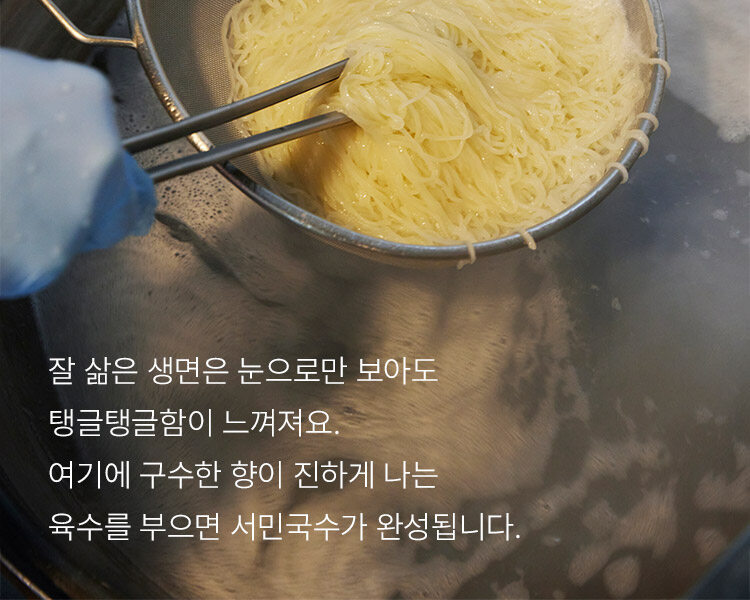 잘 삶은 생면은 눈으로만 보아도
탱글탱글함이 느껴져요.
여기에 구수한 향이 진하게 나는
육수를 부으면 서민국수가 완성됩니다.